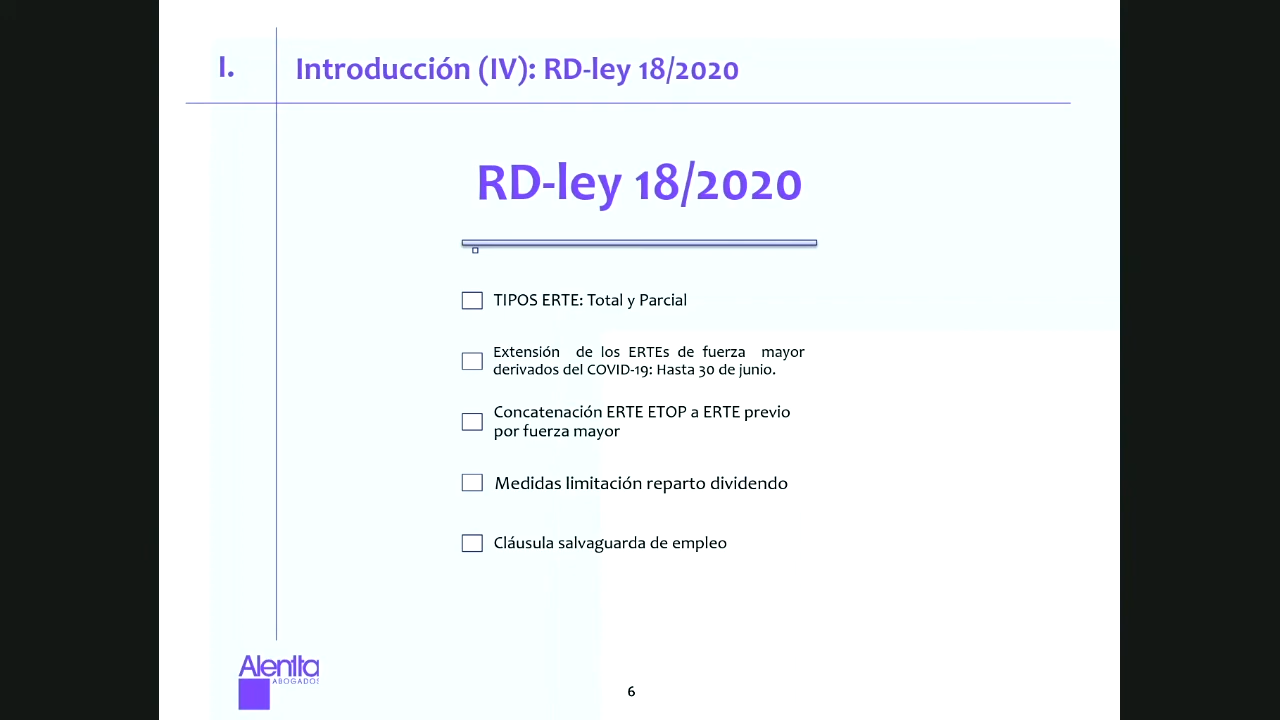 I.
Introducción (IV): RD-ley 18/2020
RD-ley 18/2020
TIPOS ERTE: Total y Parcial
Extensión de los ERTEs de fuerza mayor
derivados del COVID-19: Hasta 30 de junio.
Concatenación ERTE ETOP a ERTE previo
por fuerza mayor
Medidas limitación reparto dividendo
Cláusula salvaguarda de empleo
Alentta
ABOGADOS
6